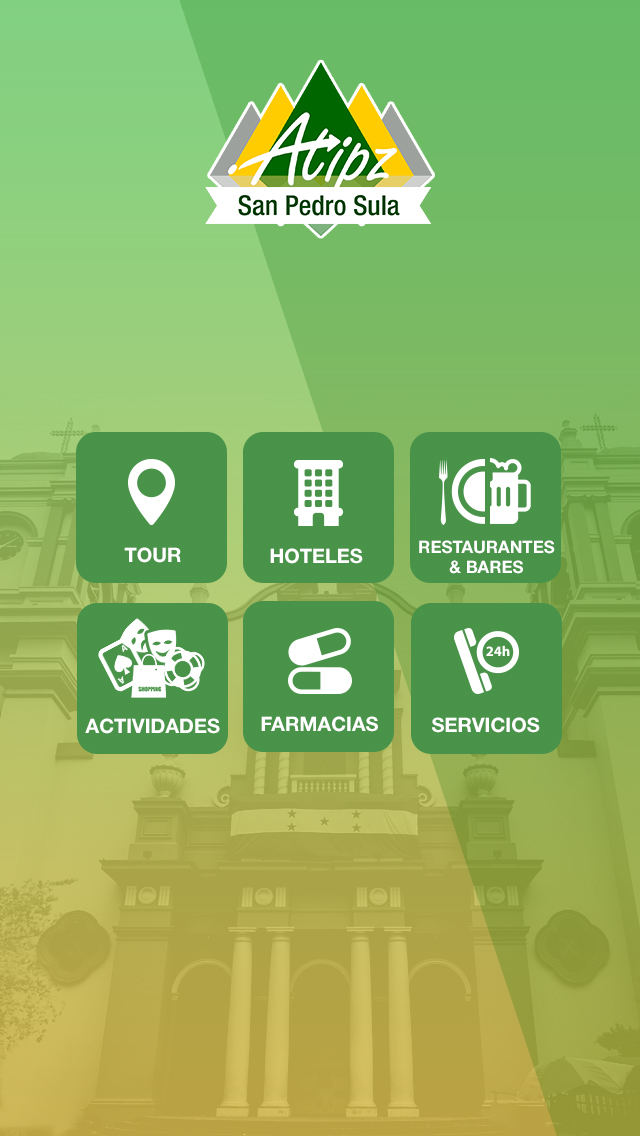 Atipz
San Pedro Sula
TOUR
HOTELES
RESTAURANTES
& BARES
A
SHOPPING
24h
ACTIVIDADES
FARMACIAS
SERVICIOS